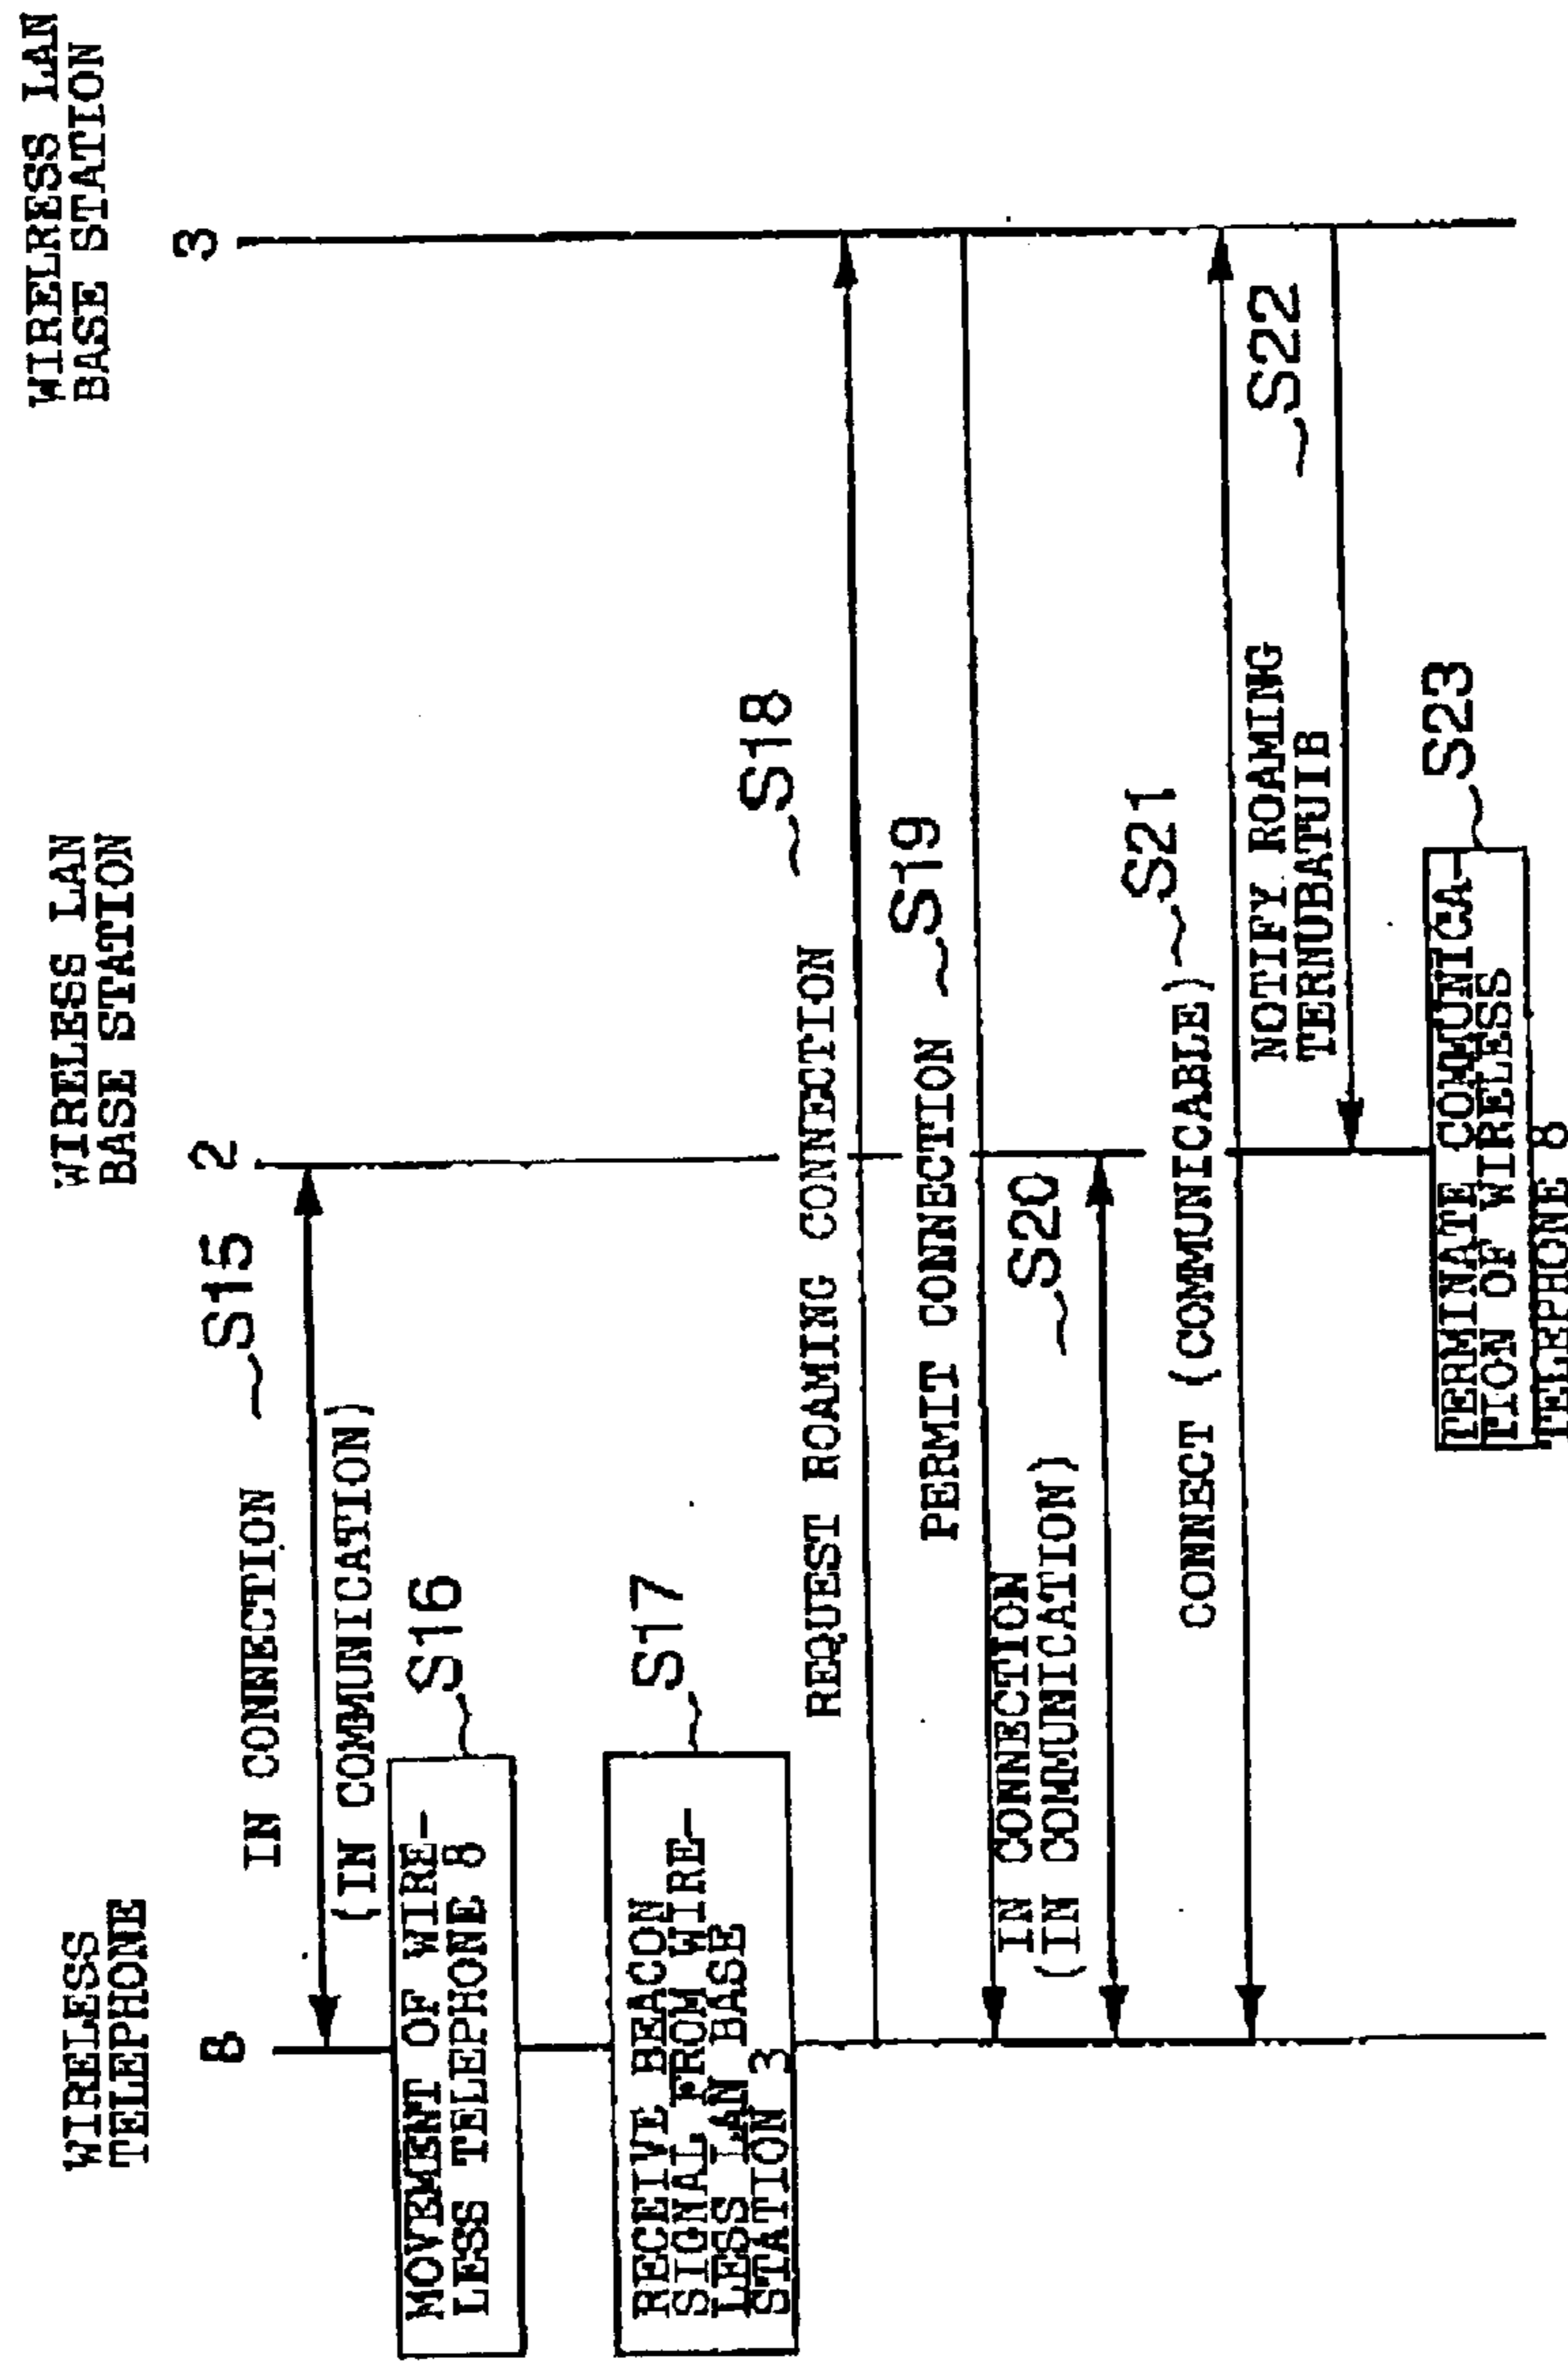 WIRELESS
TELEPHONE
8
WIRELESS LAN
BASE STATION
2
WIRELRESS LAN
BASE STATION
3
IN CONNECTION
S15
(IN COMMUNICATION)
MOVEMENT OF WIRE-
LESS TELEPHONE 8
S16
RECEIVE BEACON
SIGNAL FROM WIRE-
LESS LAN BASE
STATION 3
S17
REQUEST ROAMING CONNECTION
S18
PERMIT CONNECTION
S19
IN CONNECTION
(IN COMMUNICATION)
S20
CONNECT (COMMUNICABLE)
S21
NOTIFY ROAMING
TERNUBATUIB
S22
TERMINATE COMMUNICA-
TION OF WIRELESS
TELEPHONE 8
S23